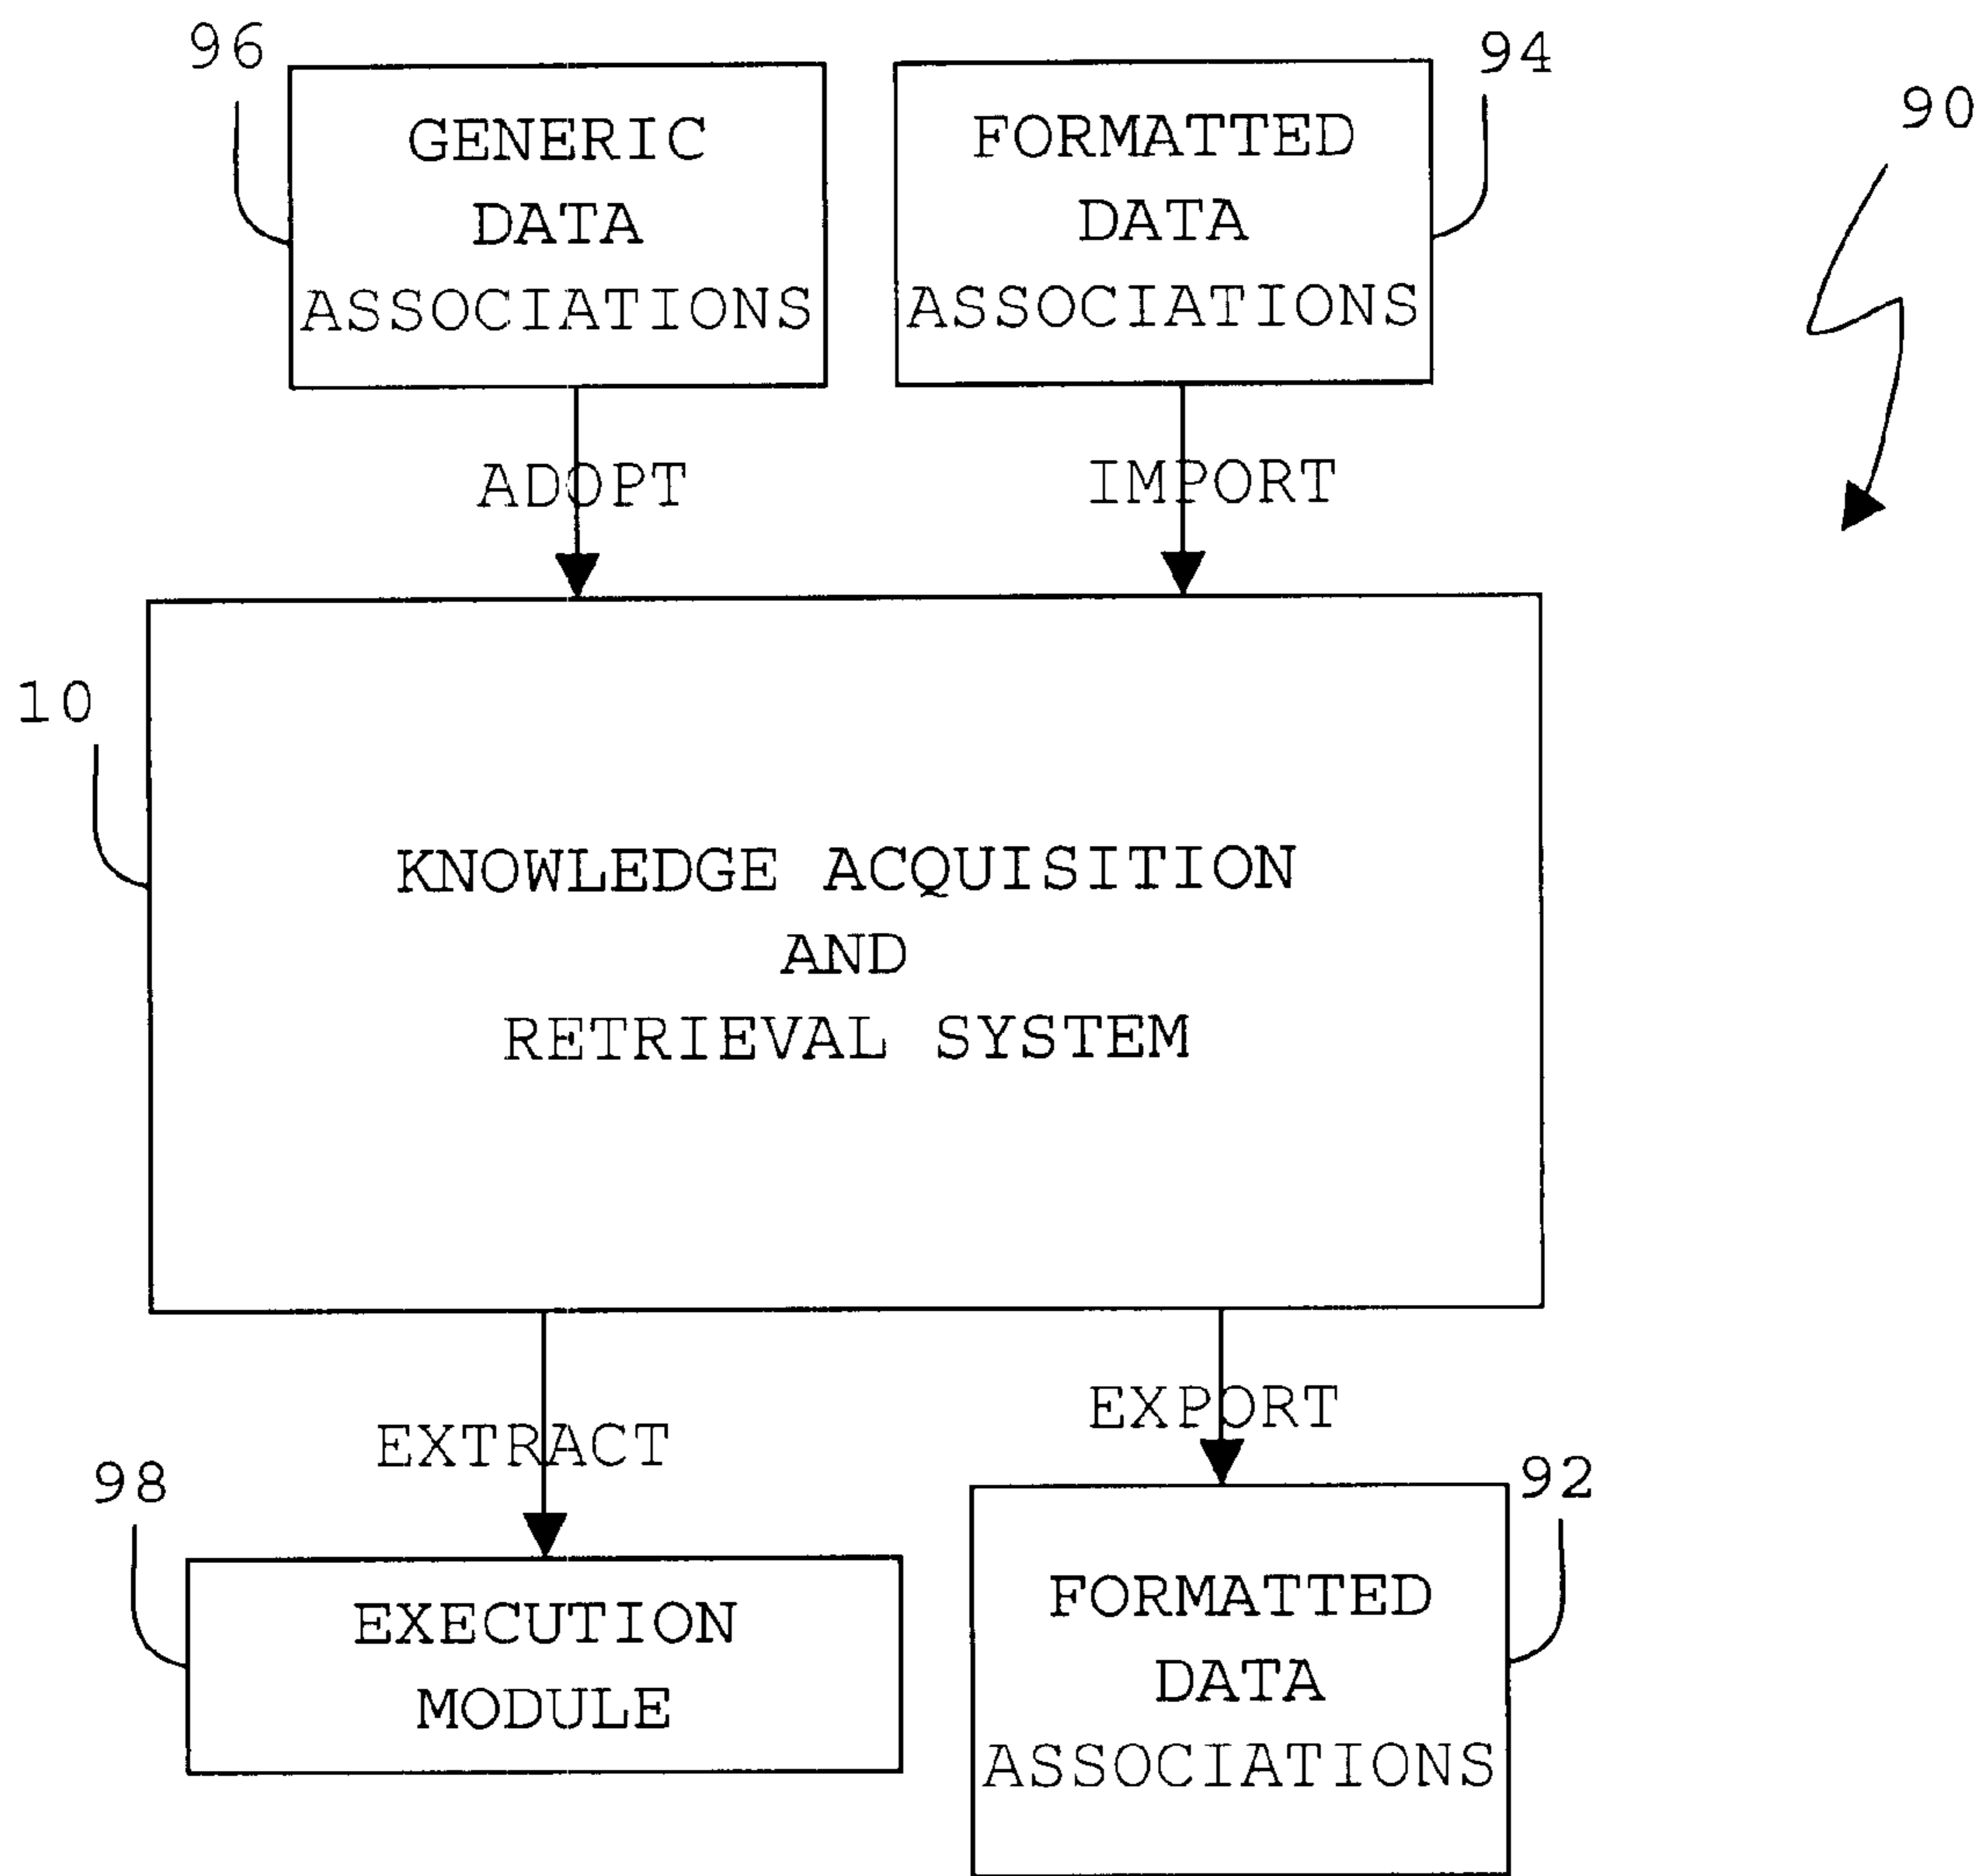 96
94
90
GENERIC
DATA
ASSOCIATIONS
FORMATTED
DATA
ASSOCIATIONS
ADOPT
IMPORT
10
KNOWLEDGE ACQUISITION
AND
RETRIEVAL SYSTEM
EXTRACT
EXPORT
98
92
EXECUTION
MODULE
FORMATTED
DATA
ASSOCIATIONS